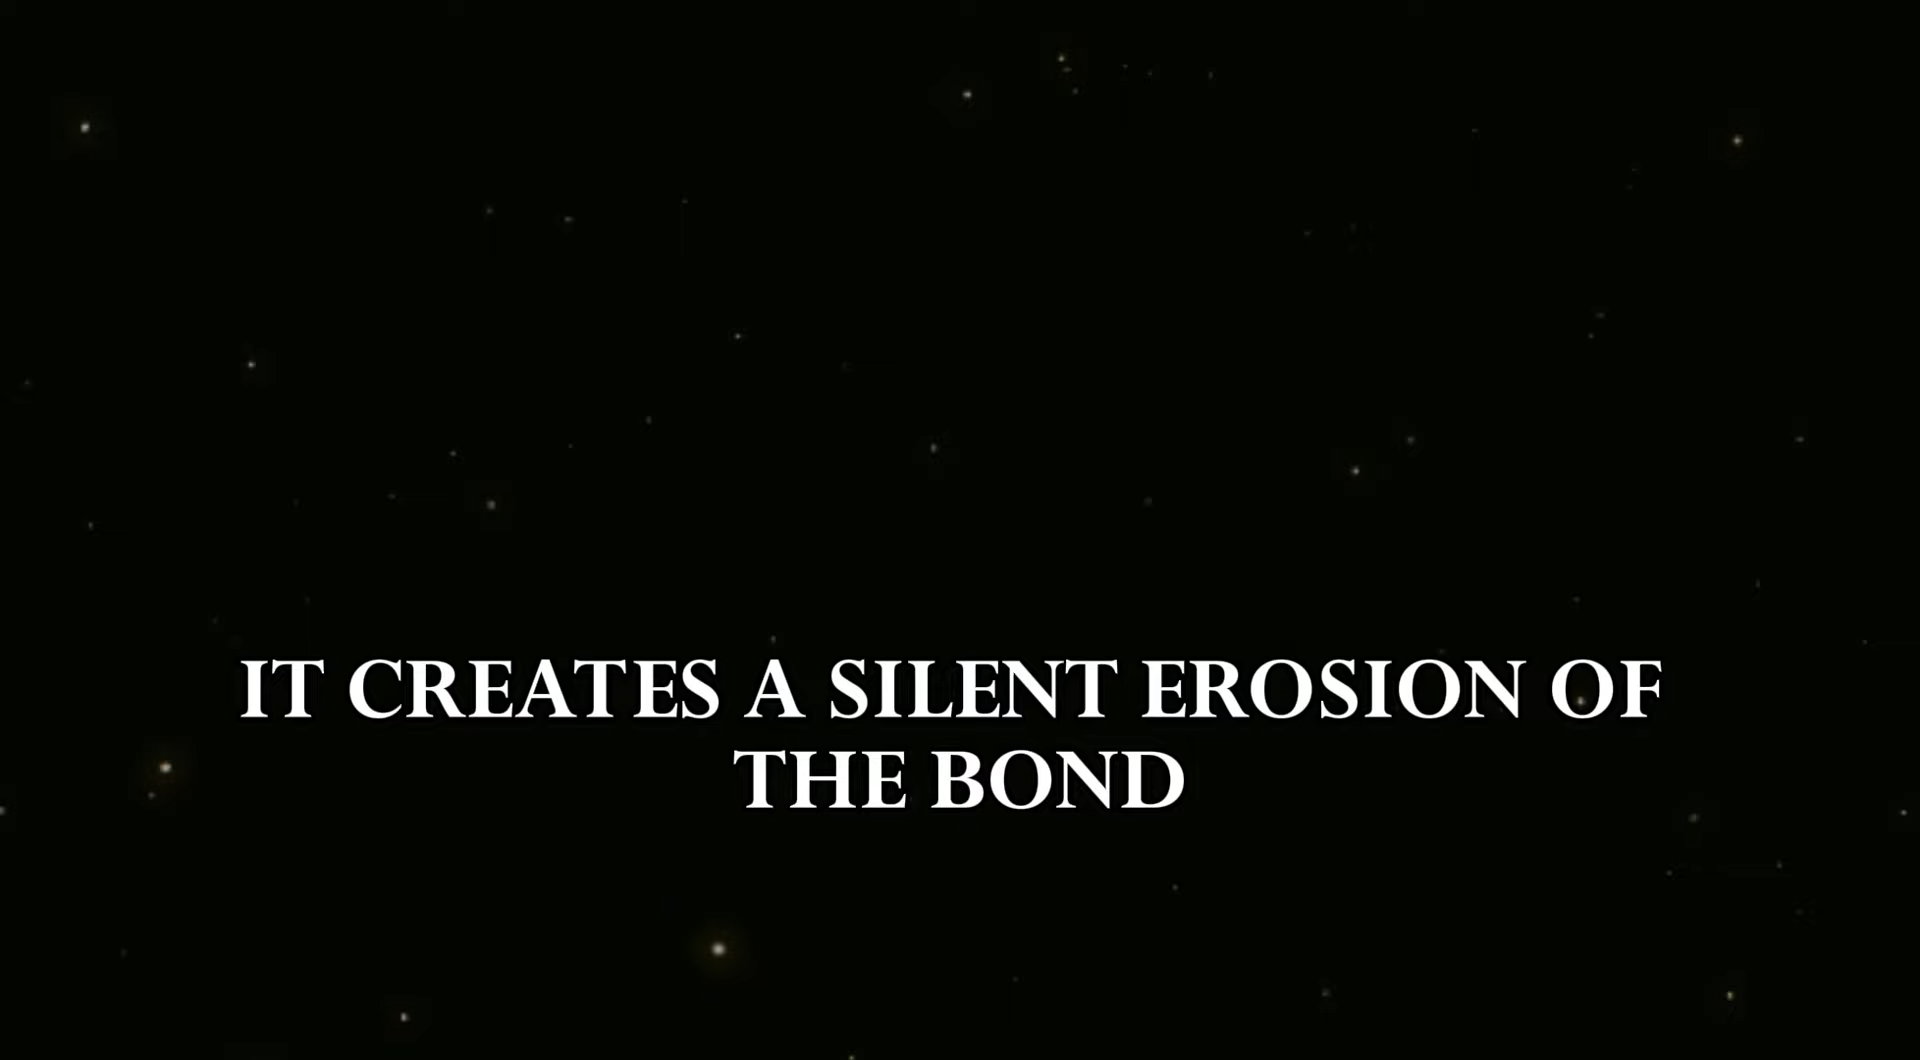 IT CREATES A SILENT EROSION OF
THE BOND